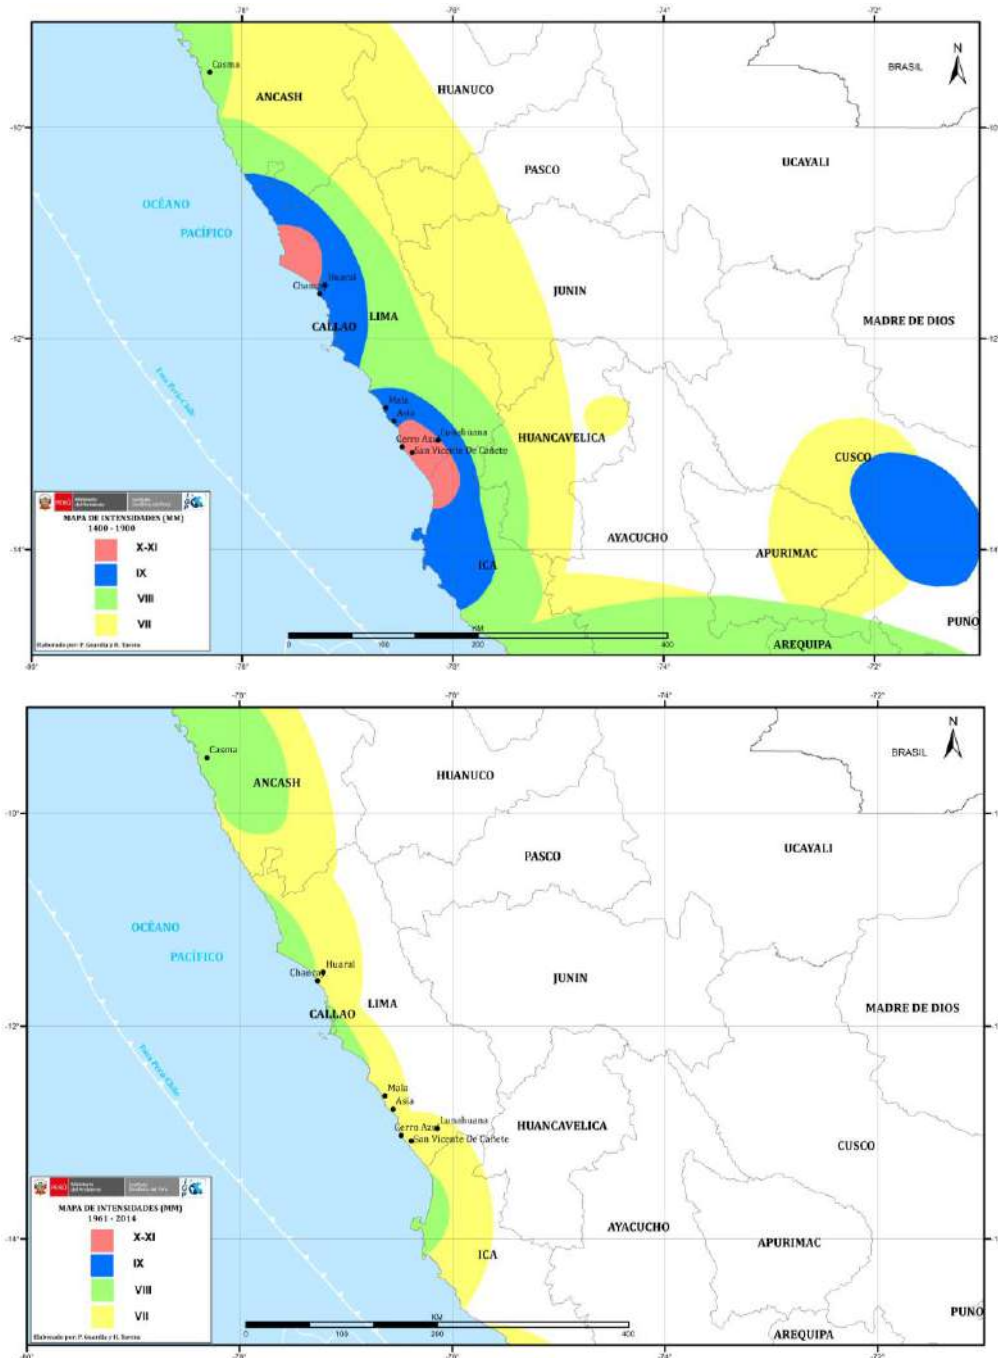 -78°
-76°
-74°
-72°
Casma
ANCASH
HUANUCO
BRASIL
N
-10°
PASCO
UCAYALI
OCÉANO
PACÍFICO
Huaral
JUNIN
LIMA
CALLAO
MADRE DE DIOS
-12°
Mala
Asia
Lunahuana
Cerro Azul
San Vicente De Cañete
HUANCAVELICA
CUSCO
PERÚ
MAPA DE INTENSIDADES (MM)
1400 - 1900
X-XI
IX
VIII
VII
AYACUCHO
APURIMAC
ICA
-14°
PUNO
AREQUIPA
KM
0
100
200
400
Elaborado por: P. Guardia y H. Tavera
-74°
-72°
Casma
ANCASH
HUANUCO
BRASIL
N
-10°
PASCO
UCAYALI
OCÉANO
PACÍFICO
Huaral
Chancay
JUNIN
LIMA
CALLAO
MADRE DE DIOS
-12°
Fosa Perú-Chile
Mala
Asia
Lunahuana
Cerro Azul
San Vicente De Cañete
HUANCAVELICA
CUSCO
PERÚ
MAPA DE INTENSIDADES (MM)
1961 - 2014
X-XI
IX
VIII
VII
AYACUCHO
APURIMAC
ICA
-14°
PUNO
AREQUIPA
KM
0
100
200
400
Elaborado por: P. Guardia y H. Tavera